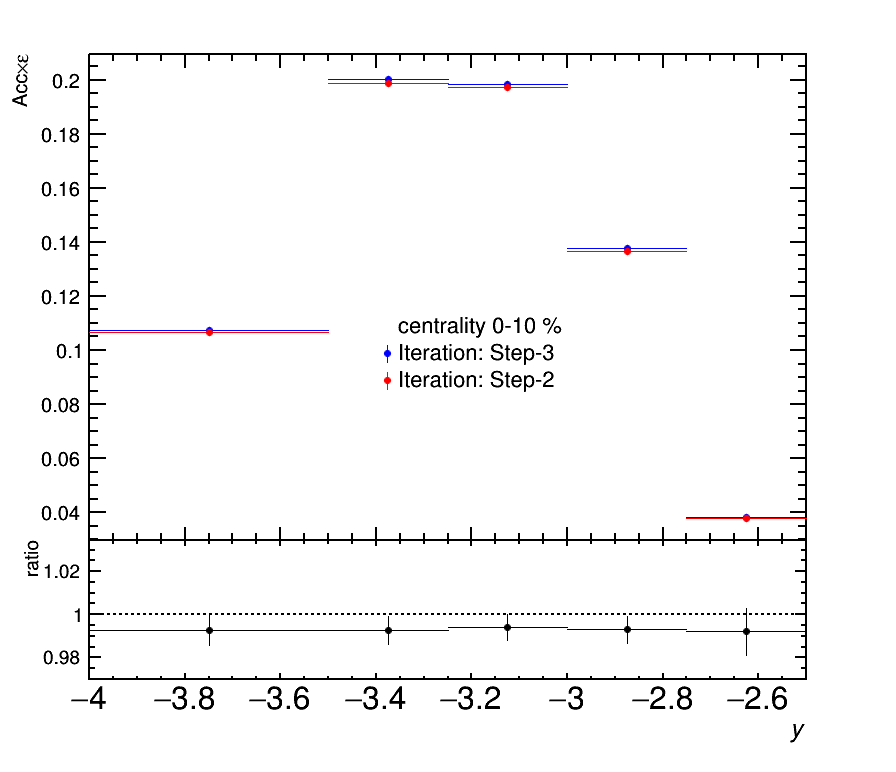 Acc×ε
0.2
0.18
0.16
0.14
0.12
0.1
0.08
0.06
0.04
centrality 0-10 %
Iteration: Step-3
Iteration: Step-2
ratio
1.02
1
0.98
−4 −3.8 −3.6 −3.4 −3.2 −3 −2.8 −2.6
y